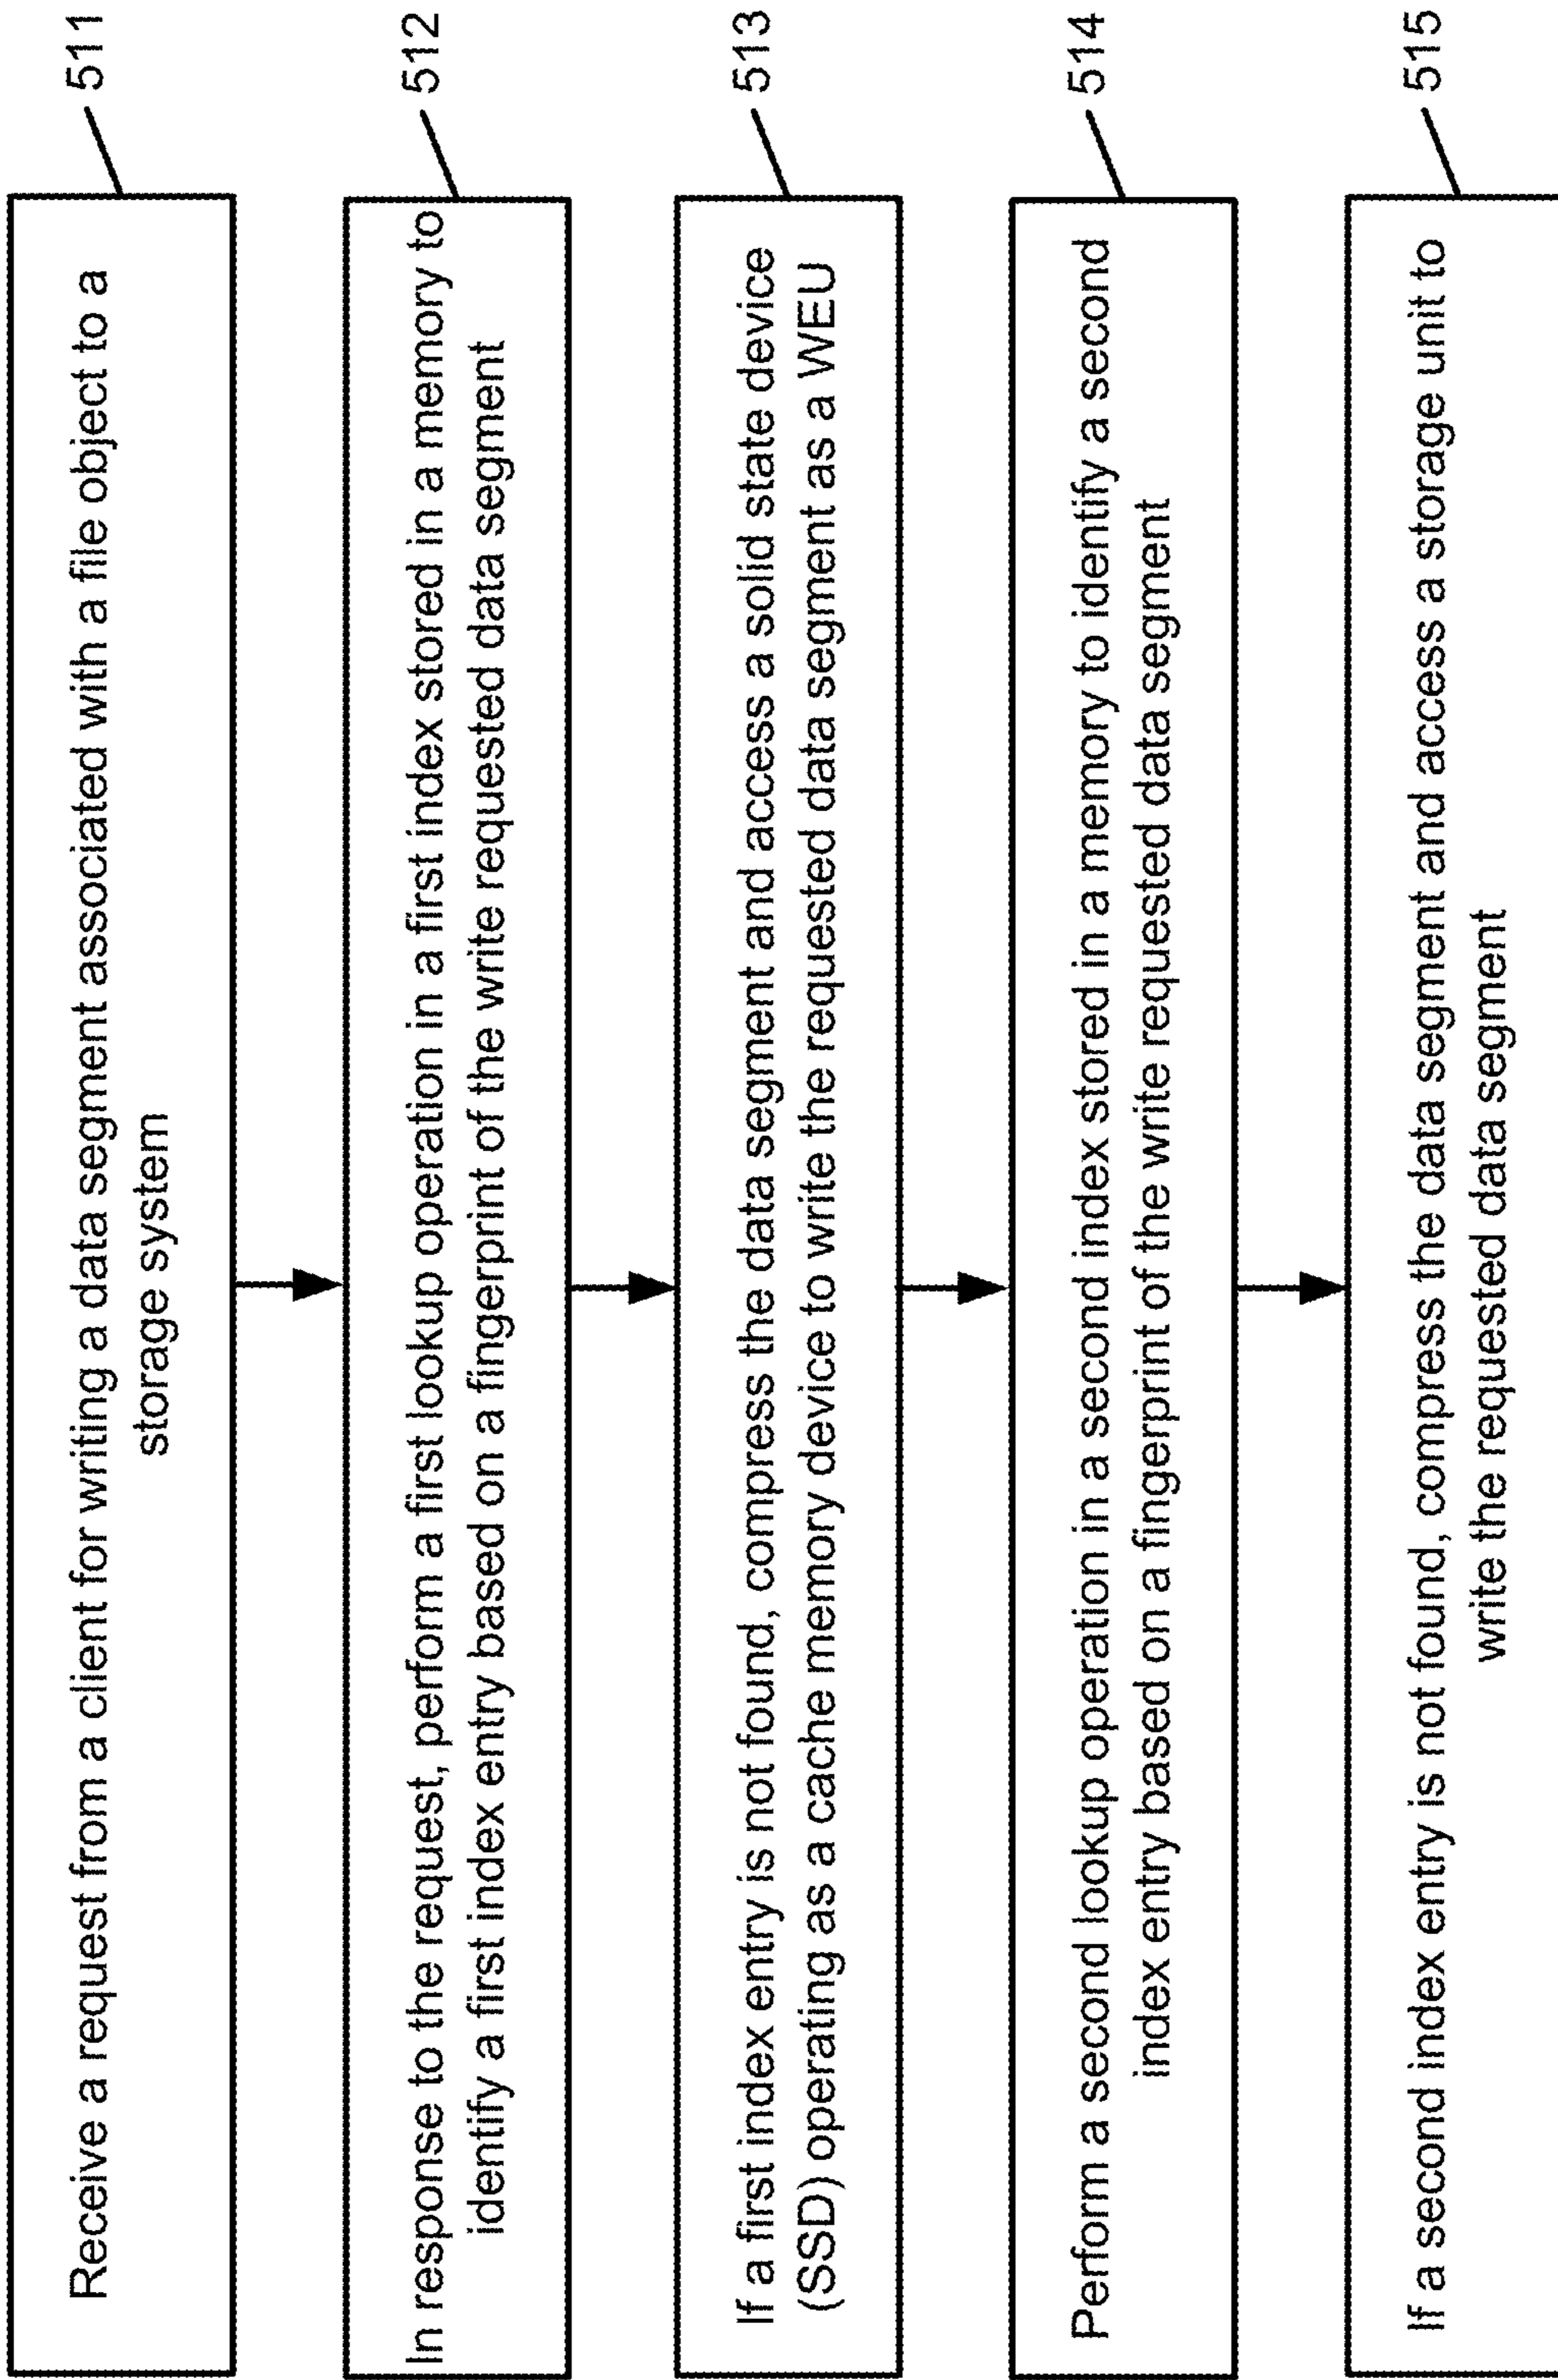 Receive a request from a client for writing a data segment associated with a file object to a
storage system
511
In response to the request, perform a first lookup operation in a first index stored in a memory to
identify a first index entry based on a fingerprint of the write requested data segment
512
If a first index entry is not found, compress the data segment and access a solid state device
(SSD) operating as a cache memory device to write the requested data segment as a WEU
513
Perform a second lookup operation in a second index stored in a memory to identify a second
index entry based on a fingerprint of the write requested data segment
514
If a second index entry is not found, compress the data segment and access a storage unit to
write the requested data segment
515